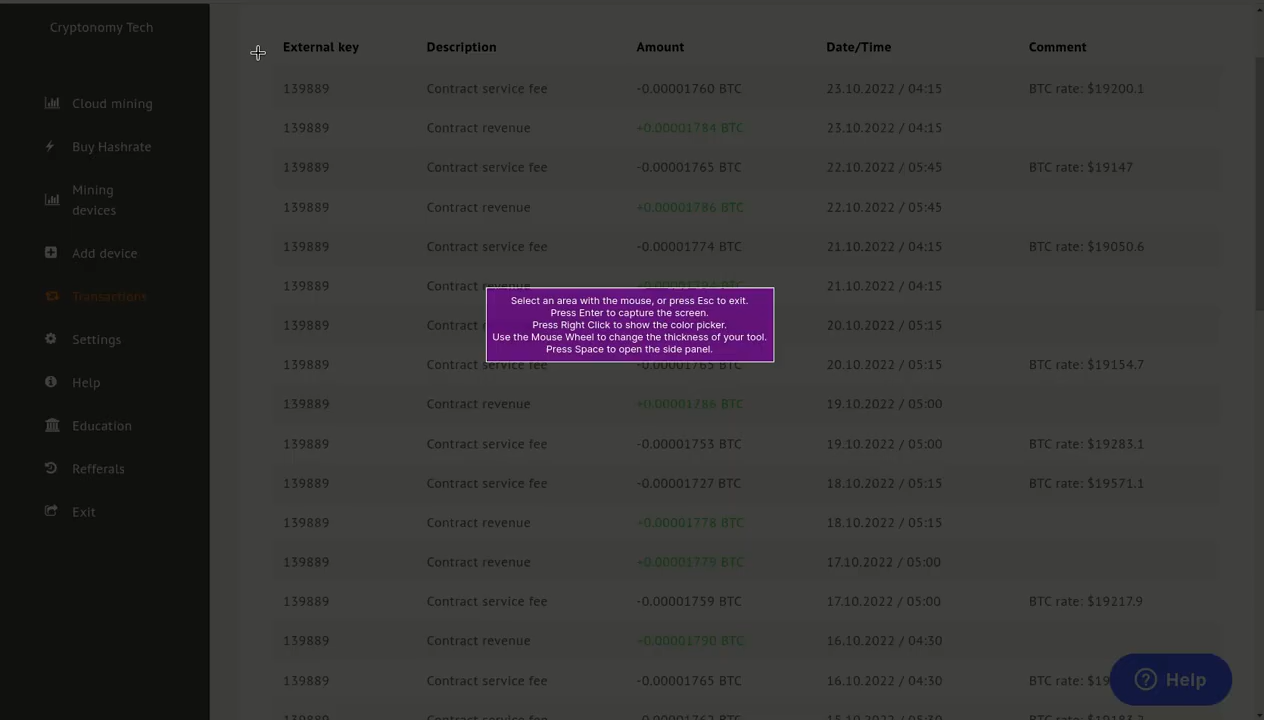 Cryptonomy Tech
Cloud mining
Buy Hashrate
Mining
devices
Add device
Transactions
Settings
Help
Education
Refferals
Exit
External key Description Amount Date/Time Comment
139889 Contract service fee -0.00001760 BTC 23.10.2022 / 04:15 BTC rate: $19200.1
139889 Contract revenue +0.00001784 BTC 23.10.2022 / 04:15
139889 Contract service fee -0.00001765 BTC 22.10.2022 / 05:45 BTC rate: $19147
139889 Contract revenue +0.00001786 BTC 22.10.2022 / 05:45
139889 Contract service fee -0.00001774 BTC 21.10.2022 / 04:15 BTC rate: $19050.6
139889 Contract revenue 21.10.2022 / 04:15
Select an area with the mouse, or press Esc to exit.
Press Enter to capture the screen.
Press Right Click to show the color picker.
Use the Mouse Wheel to change the thickness of your tool.
Press Space to open the side panel.
139889 Contract 20.10.2022 / 05:15
139889 Contract service fee -0.00001765 BTC 20.10.2022 / 05:15 BTC rate: $19154.7
139889 Contract revenue +0.00001786 BTC 19.10.2022 / 05:00
139889 Contract service fee -0.00001753 BTC 19.10.2022 / 05:00 BTC rate: $19283.1
139889 Contract service fee -0.00001727 BTC 18.10.2022 / 05:15 BTC rate: $19571.1
139889 Contract revenue +0.00001778 BTC 18.10.2022 / 05:15
139889 Contract revenue +0.00001779 BTC 17.10.2022 / 05:00
139889 Contract service fee -0.00001759 BTC 17.10.2022 / 05:00 BTC rate: $19217.9
139889 Contract revenue +0.00001790 BTC 16.10.2022 / 04:30
139889 Contract service fee -0.00001765 BTC 16.10.2022 / 04:30 BTC rate: $19
Help